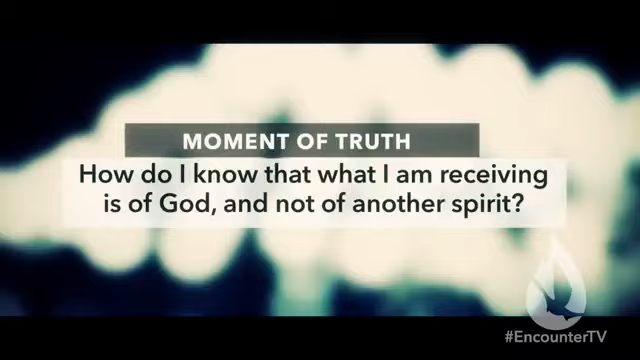 MOMENT OF TRUTH
How do I know that what I am receiving
is of God, and not of another spirit?
#EncounterTV